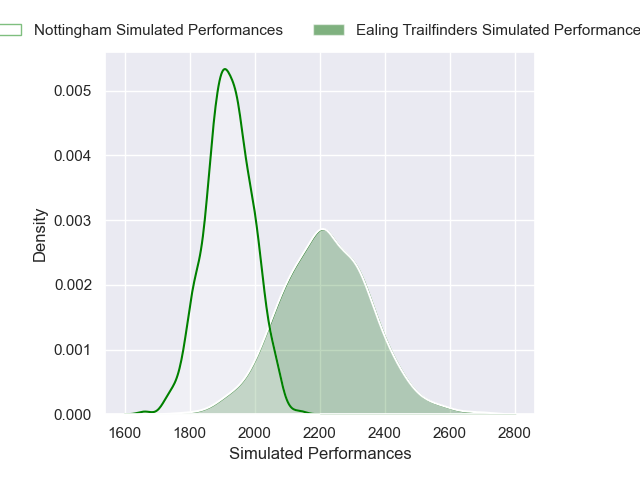 Nottingham Simulated Performances
Ealing Trailfinders Simulated Performance
0.005
0.004
0.003
0.002
0.001
0.000
Density
1600 1800 2000 2200 2400 2600 2800
Simulated Performances